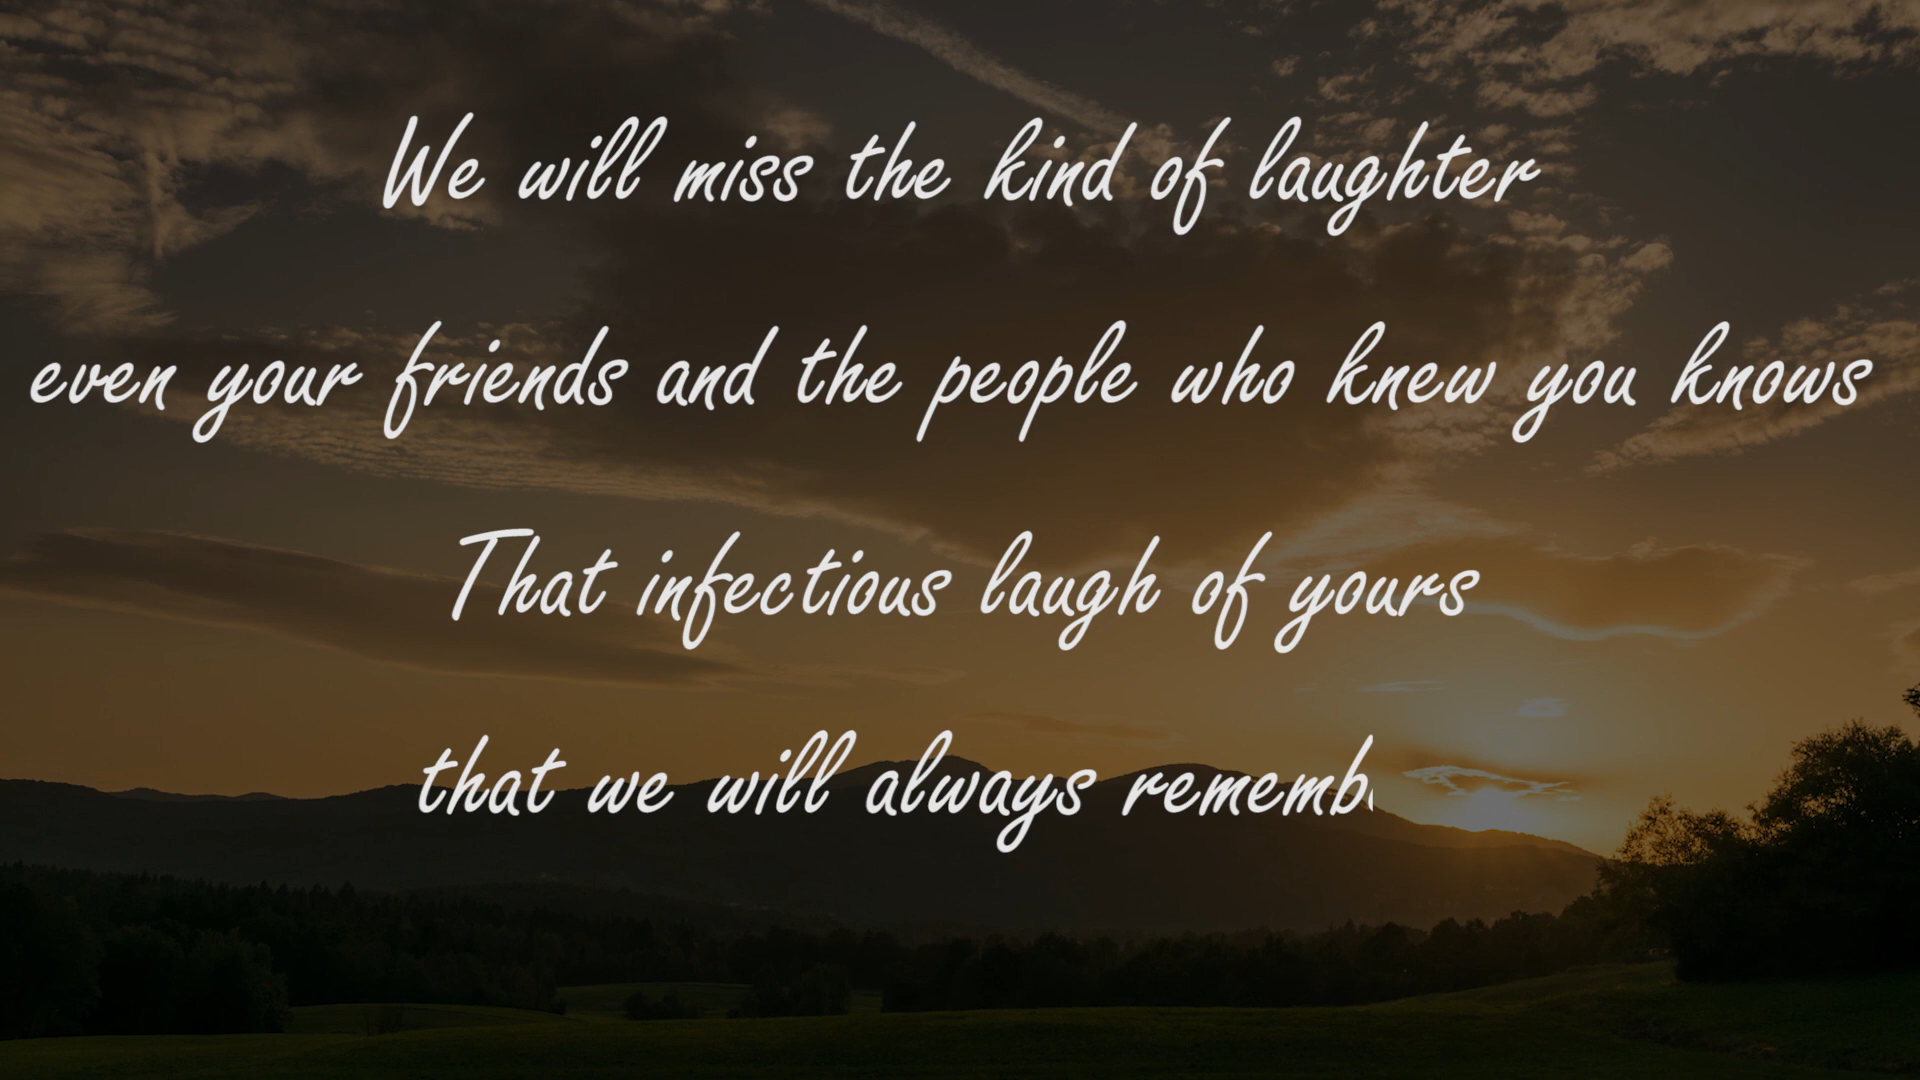 We will miss the kind of laughter
even your friends and the people who knew you knows
That infectious laugh of yours
that we will always rememb